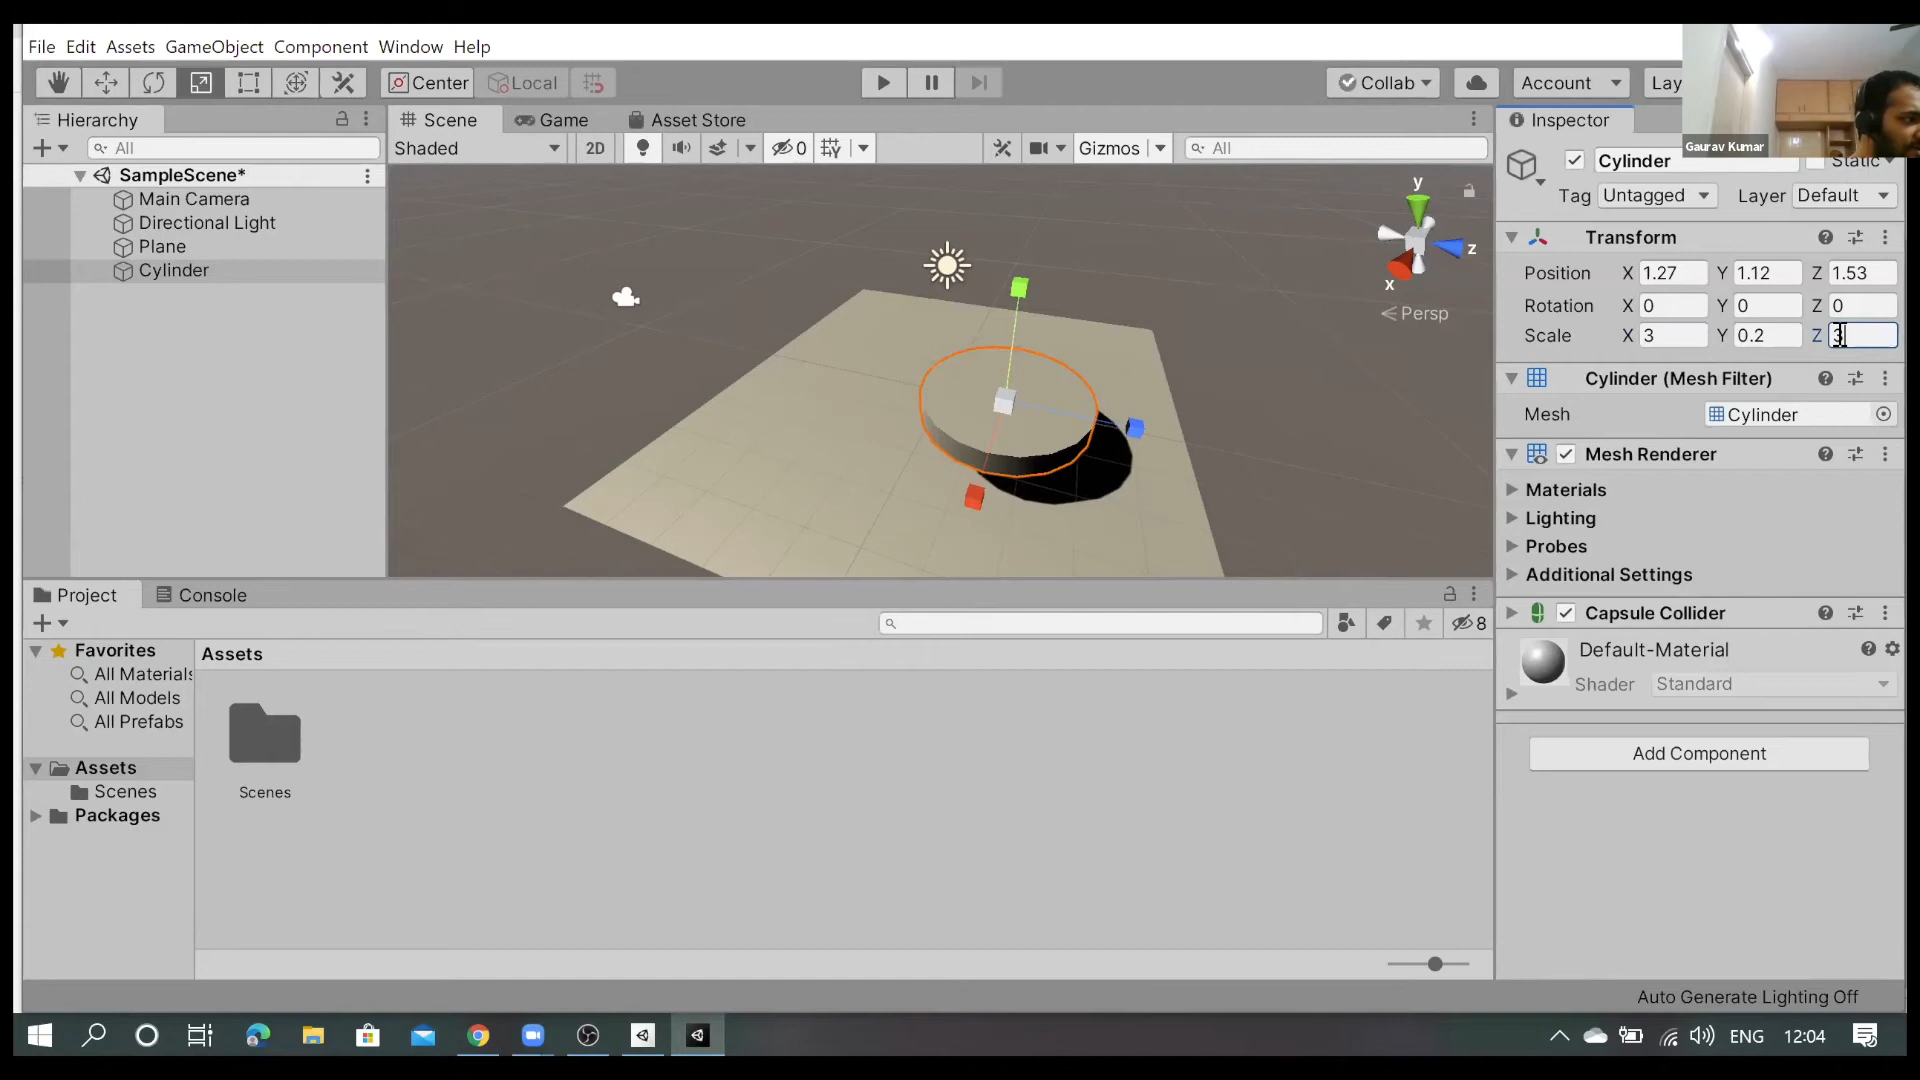 File Edit Assets GameObject Component Window Help
Center Local Collab Account Lay
Gaurav Kumar
Hierarchy
All
SampleScene*
Main Camera
Directional Light
Plane
Cylinder
Scene Game Asset Store
Shaded 2D 0 Gizmos All
y
z
x
Persp
Inspector
Cylinder Static
Tag Untagged Layer Default
Transform
Position X 1.27 Y 1.12 Z 1.53
Rotation X 0 Y 0 Z 0
Scale X 3 Y 0.2 Z 3
Cylinder (Mesh Filter)
Mesh Cylinder
Mesh Renderer
Materials
Lighting
Probes
Additional Settings
Capsule Collider
Default-Material
Shader Standard
Add Component
Project Console
8
Favorites
All Materials
All Models
All Prefabs
Assets
Scenes
Packages
Assets
Scenes
Auto Generate Lighting Off
ENG 12:04